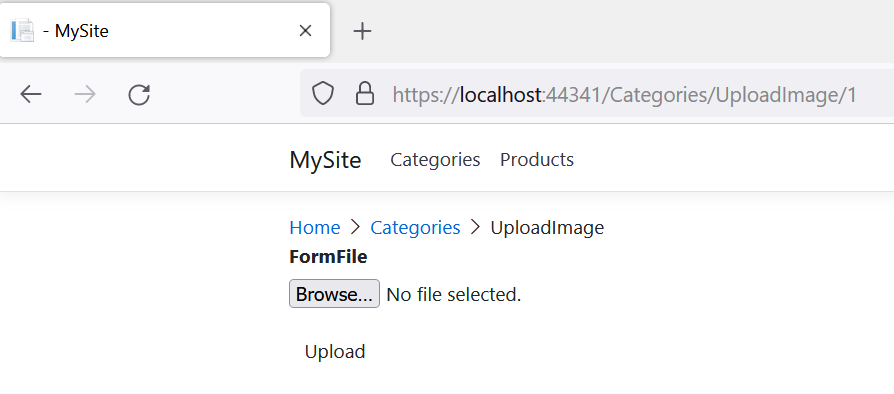 - MySite
https://localhost:44341/Categories/UploadImage/1
MySite Categories Products
Home Categories UploadImage
FormFile
Browse... No file selected.
Upload